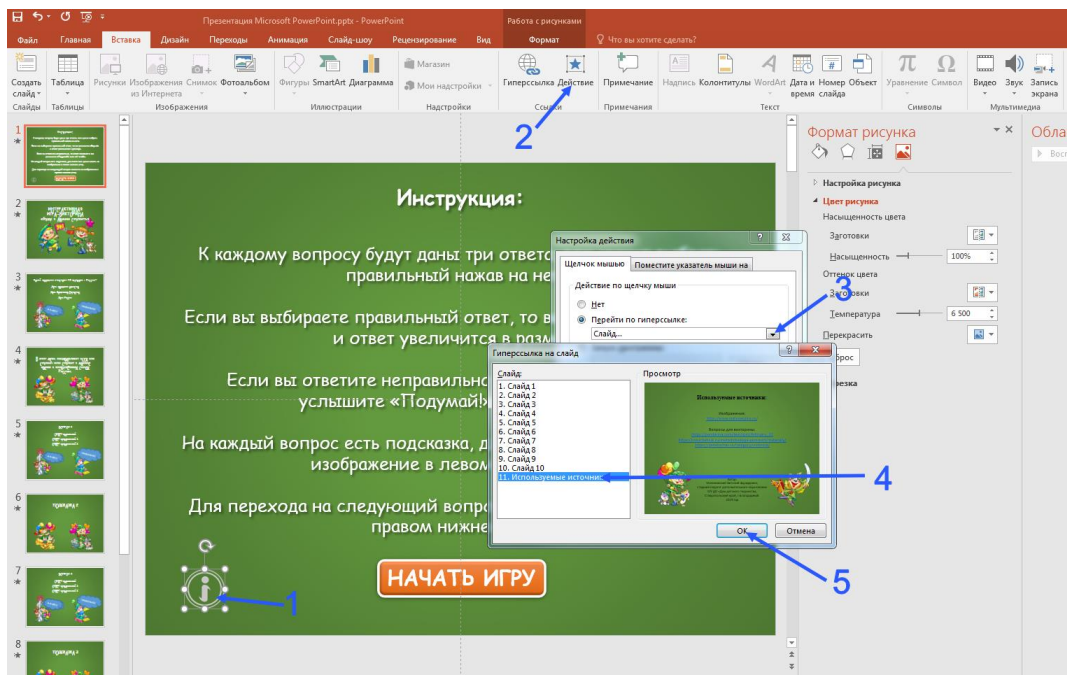 Презентация Microsoft PowerPoint.pptx - PowerPoint
Работа с рисунками
Файл Главная Вставка Дизайн Переходы Анимация Слайд-шоу Рецензирование Вид Формат Что вы хотите сделать?
Создать слайд
Таблица
Рисунки
Изображения из Интернета
Снимок
Фотоальбом
Фигуры
SmartArt
Диаграмма
Магазин
Мои надстройки
Гиперссылка
Действие
Примечание
Надпись
Колонтитулы
WordArt
Дата и время
Номер слайда
Объект
Уравнение
Символ
Видео
Звук
Запись экрана
Слайды Таблицы Изображения Иллюстрации Надстройки Ссылки Примечания Текст Символы Мультимедиа
1
2
3
4
5
6
7
8
2
Инструкция:
К каждому вопросу будут даны три
правильный нажав на
Если вы выбираете правильный ответ, то
и ответ увеличится в
Если вы ответите
услышите «Подумай!»
На каждый вопрос есть подсказка,
изображение в левом
Для перехода на следующий
правом
НАЧАТЬ ИГРУ
1
Настройка действия
Щелчок мышью Поместите указатель мыши на
Действие по щелчку мыши
Нет
Перейти по гиперссылке:
Слайд...
3
Гиперссылка на слайд
Слайд:
1. Слайд 1
2. Слайд 2
3. Слайд 3
4. Слайд 4
5. Слайд 5
6. Слайд 6
7. Слайд 7
8. Слайд 8
9. Слайд 9
10. Слайд 10
11. Используемые
Просмотр
Используемые источники:
4
OK Отмена
5
Формат рисунка
Настройка рисунка
Цвет рисунка
Насыщенность цвета
Заготовки
Насыщенность 100%
Оттенок цвета
Заготовки
Температура 6 500
Перекрасить